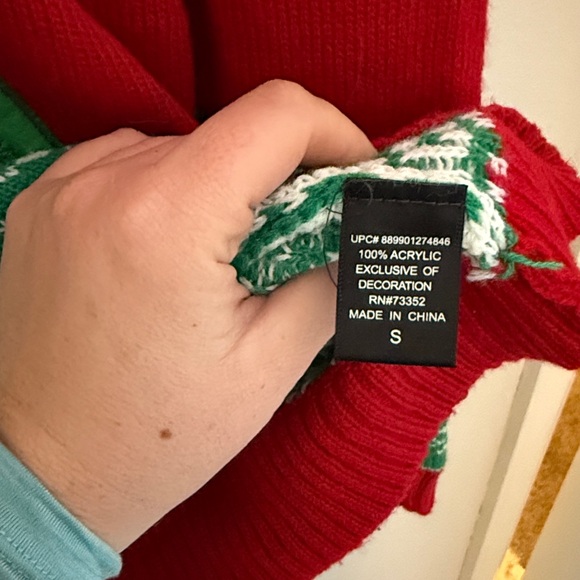 UPC# 889901274846
100% ACRYLIC
EXCLUSIVE OF
DECORATION
RN#73352
MADE IN CHINA
S